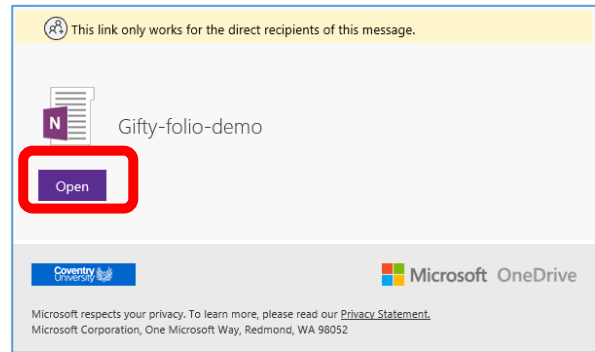 This link only works for the direct recipients of this message.
N
Gifty-folio-demo
Open
Coventry
University
Microsoft OneDrive
Microsoft respects your privacy. To learn more, please read our Privacy Statement.
Microsoft Corporation, One Microsoft Way, Redmond, WA 98052